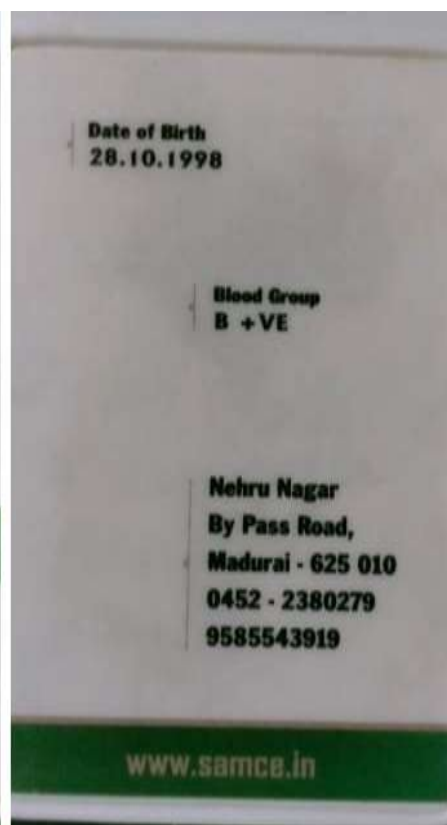 Date of Birth
28.10.1998
Blood Group
B +VE
Nehru Nagar
By Pass Road,
Madurai - 625 010
0452 - 2380279
9585543919
www.samce.in